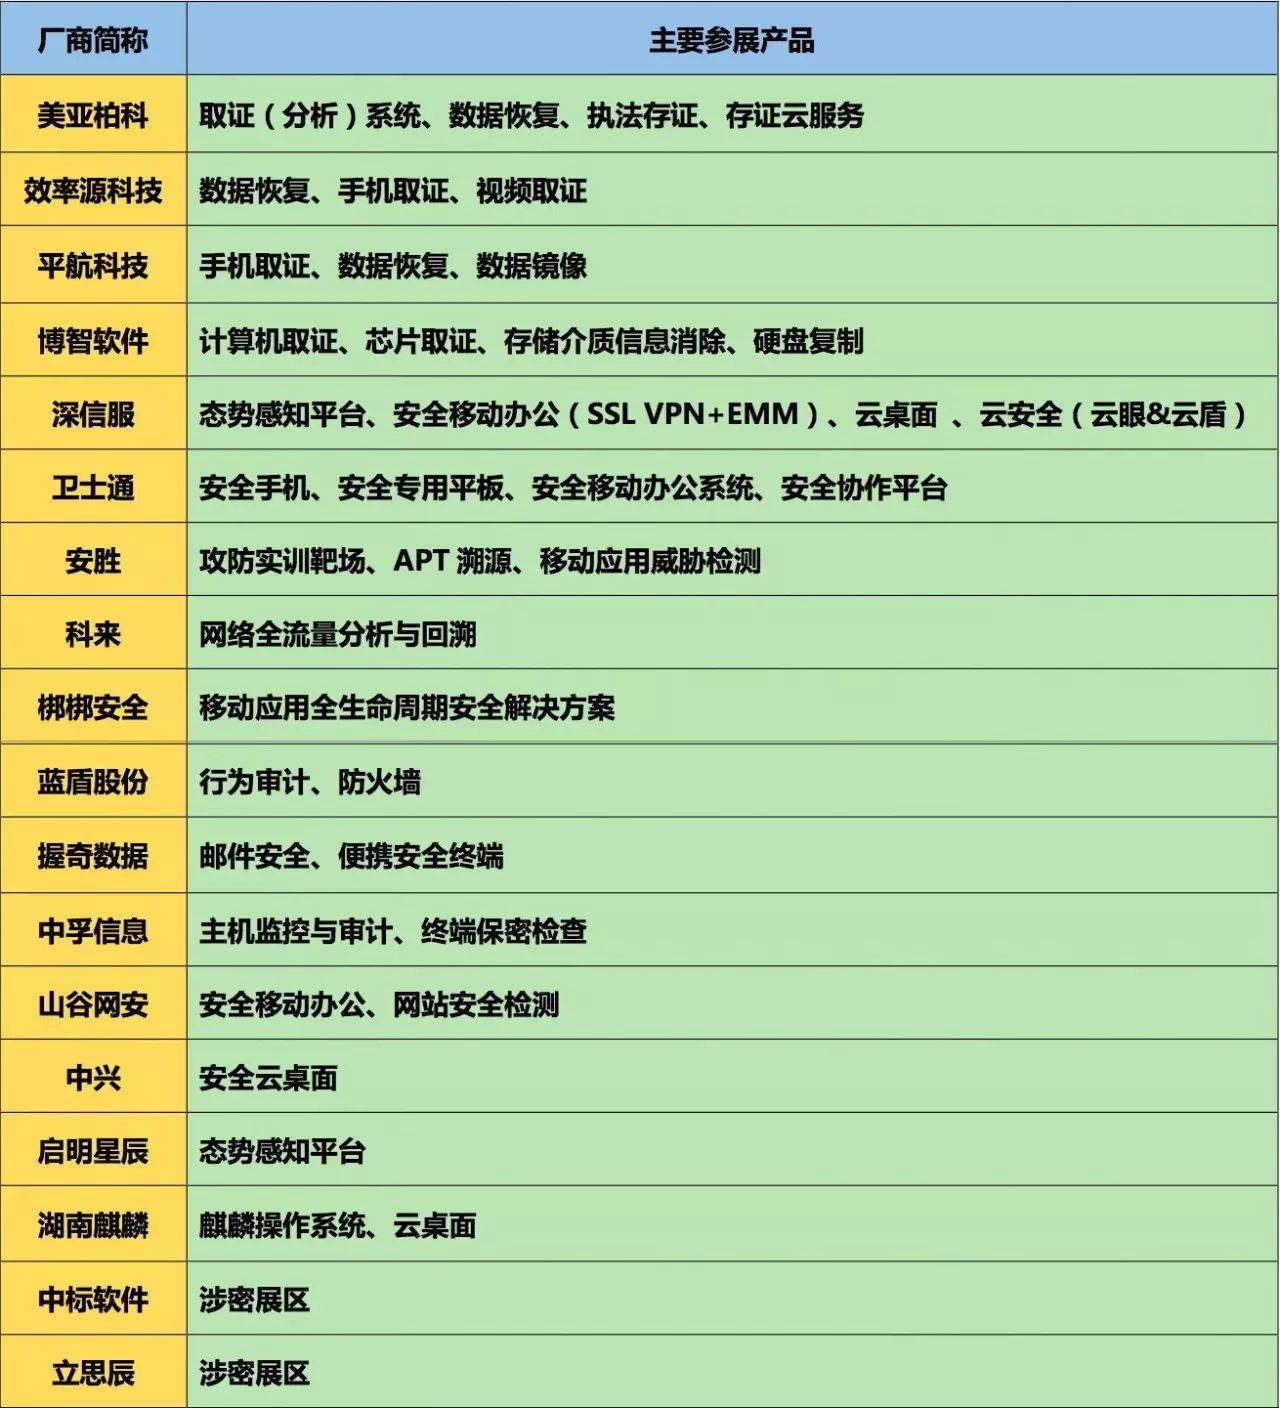 厂商简称 主要参展产品
美亚柏科 取证（分析）系统、数据恢复、执法存证、存证云服务
效率源科技 数据恢复、手机取证、视频取证
平航科技 手机取证、数据恢复、数据镜像
博智软件 计算机取证、芯片取证、存储介质信息消除、硬盘复制
深信服 态势感知平台、安全移动办公（SSL VPN+EMM）、云桌面 、云安全（云眼&云盾）
卫士通 安全手机、安全专用平板、安全移动办公系统、安全协作平台
安胜 攻防实训靶场、APT 溯源、移动应用威胁检测
科来 网络全流量分析与回溯
梆梆安全 移动应用全生命周期安全解决方案
蓝盾股份 行为审计、防火墙
握奇数据 邮件安全、便携安全终端
中孚信息 主机监控与审计、终端保密检查
山谷网安 安全移动办公、网站安全检测
中兴 安全云桌面
启明星辰 态势感知平台
湖南麒麟 麒麟操作系统、云桌面
中标软件 涉密展区
立思辰 涉密展区